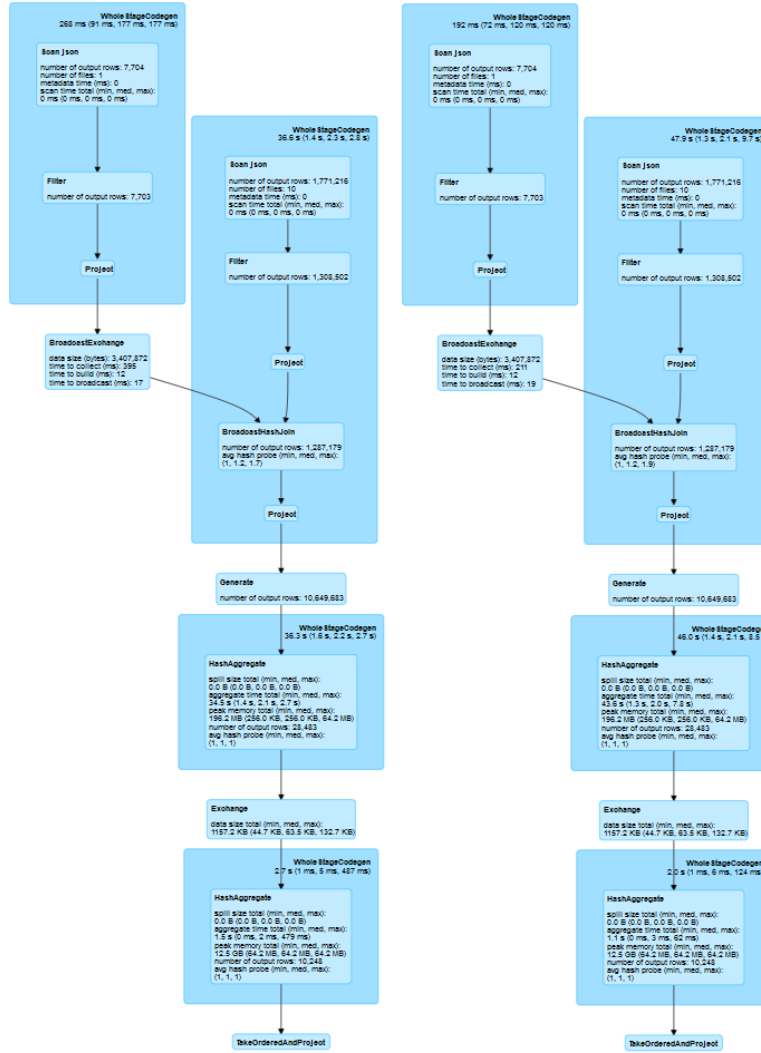 WholeStageCodegen
268 ms (91 ms, 177 ms, 177 ms)
Scan json
number of output rows: 7,704
number of files: 1
metadata time (ms): 0
scan time total (min, med, max):
0 ms (0 ms, 0 ms, 0 ms)
Filter
number of output rows: 7,703
Project
BroadcastExchange
data size (bytes): 3,407,872
time to collect (ms): 395
time to build (ms): 12
time to broadcast (ms): 17
WholeStageCodegen
36.6 s (1.4 s, 2.3 s, 2.8 s)
Scan json
number of output rows: 1,771,216
number of files: 10
metadata time (ms): 0
scan time total (min, med, max):
0 ms (0 ms, 0 ms, 0 ms)
Filter
number of output rows: 1,308,502
Project
BroadcastHashJoin
number of output rows: 1,287,179
avg hash probe (min, med, max):
(1, 1.2, 1.7)
Project
Generate
number of output rows: 10,649,683
WholeStageCodegen
36.3 s (1.6 s, 2.2 s, 2.7 s)
HashAggregate
spill size total (min, med, max):
0.0 B (0.0 B, 0.0 B, 0.0 B)
aggregate time total (min, med, max):
34.5 s (1.4 s, 2.1 s, 2.7 s)
peak memory total (min, med, max):
196.2 MB (256.0 KB, 256.0 KB, 64.2 MB)
number of output rows: 28,483
avg hash probe (min, med, max):
(1, 1, 1)
Exchange
data size total (min, med, max):
1157.2 KB (44.7 KB, 63.5 KB, 132.7 KB)
WholeStageCodegen
2.7 s (1 ms, 5 ms, 487 ms)
HashAggregate
spill size total (min, med, max):
0.0 B (0.0 B, 0.0 B, 0.0 B)
aggregate time total (min, med, max):
1.5 s (0 ms, 2 ms, 479 ms)
peak memory total (min, med, max):
12.5 GB (64.2 MB, 64.2 MB, 64.2 MB)
number of output rows: 10,248
avg hash probe (min, med, max):
(1, 1, 1)
TakeOrderedAndProject
WholeStageCodegen
192 ms (72 ms, 120 ms, 120 ms)
Scan json
number of output rows: 7,704
number of files: 1
metadata time (ms): 0
scan time total (min, med, max):
0 ms (0 ms, 0 ms, 0 ms)
Filter
number of output rows: 7,703
Project
BroadcastExchange
data size (bytes): 3,407,872
time to collect (ms): 211
time to build (ms): 12
time to broadcast (ms): 19
WholeStageCodegen
47.9 s (1.3 s, 2.1 s, 9.7 s)
Scan json
number of output rows: 1,771,216
number of files: 10
metadata time (ms): 0
scan time total (min, med, max):
0 ms (0 ms, 0 ms, 0 ms)
Filter
number of output rows: 1,308,502
Project
BroadcastHashJoin
number of output rows: 1,287,179
avg hash probe (min, med, max):
(1, 1.2, 1.9)
Project
Generate
number of output rows: 10,649,683
WholeStageCodegen
46.0 s (1.4 s, 2.1 s, 8.5
HashAggregate
spill size total (min, med, max):
0.0 B (0.0 B, 0.0 B, 0.0 B)
aggregate time total (min, med, max):
43.6 s (1.3 s, 2.0 s, 7.8 s)
peak memory total (min, med, max):
196.2 MB (256.0 KB, 256.0 KB, 64.2 MB)
number of output rows: 28,483
avg hash probe (min, med, max):
(1, 1, 1)
Exchange
data size total (min, med, max):
1157.2 KB (44.7 KB, 63.5 KB, 132.7 KB)
WholeStageCodegen
2.0 s (1 ms, 6 ms, 124 ms)
HashAggregate
spill size total (min, med, max):
0.0 B (0.0 B, 0.0 B, 0.0 B)
aggregate time total (min, med, max):
1.1 s (0 ms, 3 ms, 62 ms)
peak memory total (min, med, max):
12.5 GB (64.2 MB, 64.2 MB, 64.2 MB)
number of output rows: 10,248
avg hash probe (min, med, max):
(1, 1, 1)
TakeOrderedAndProject